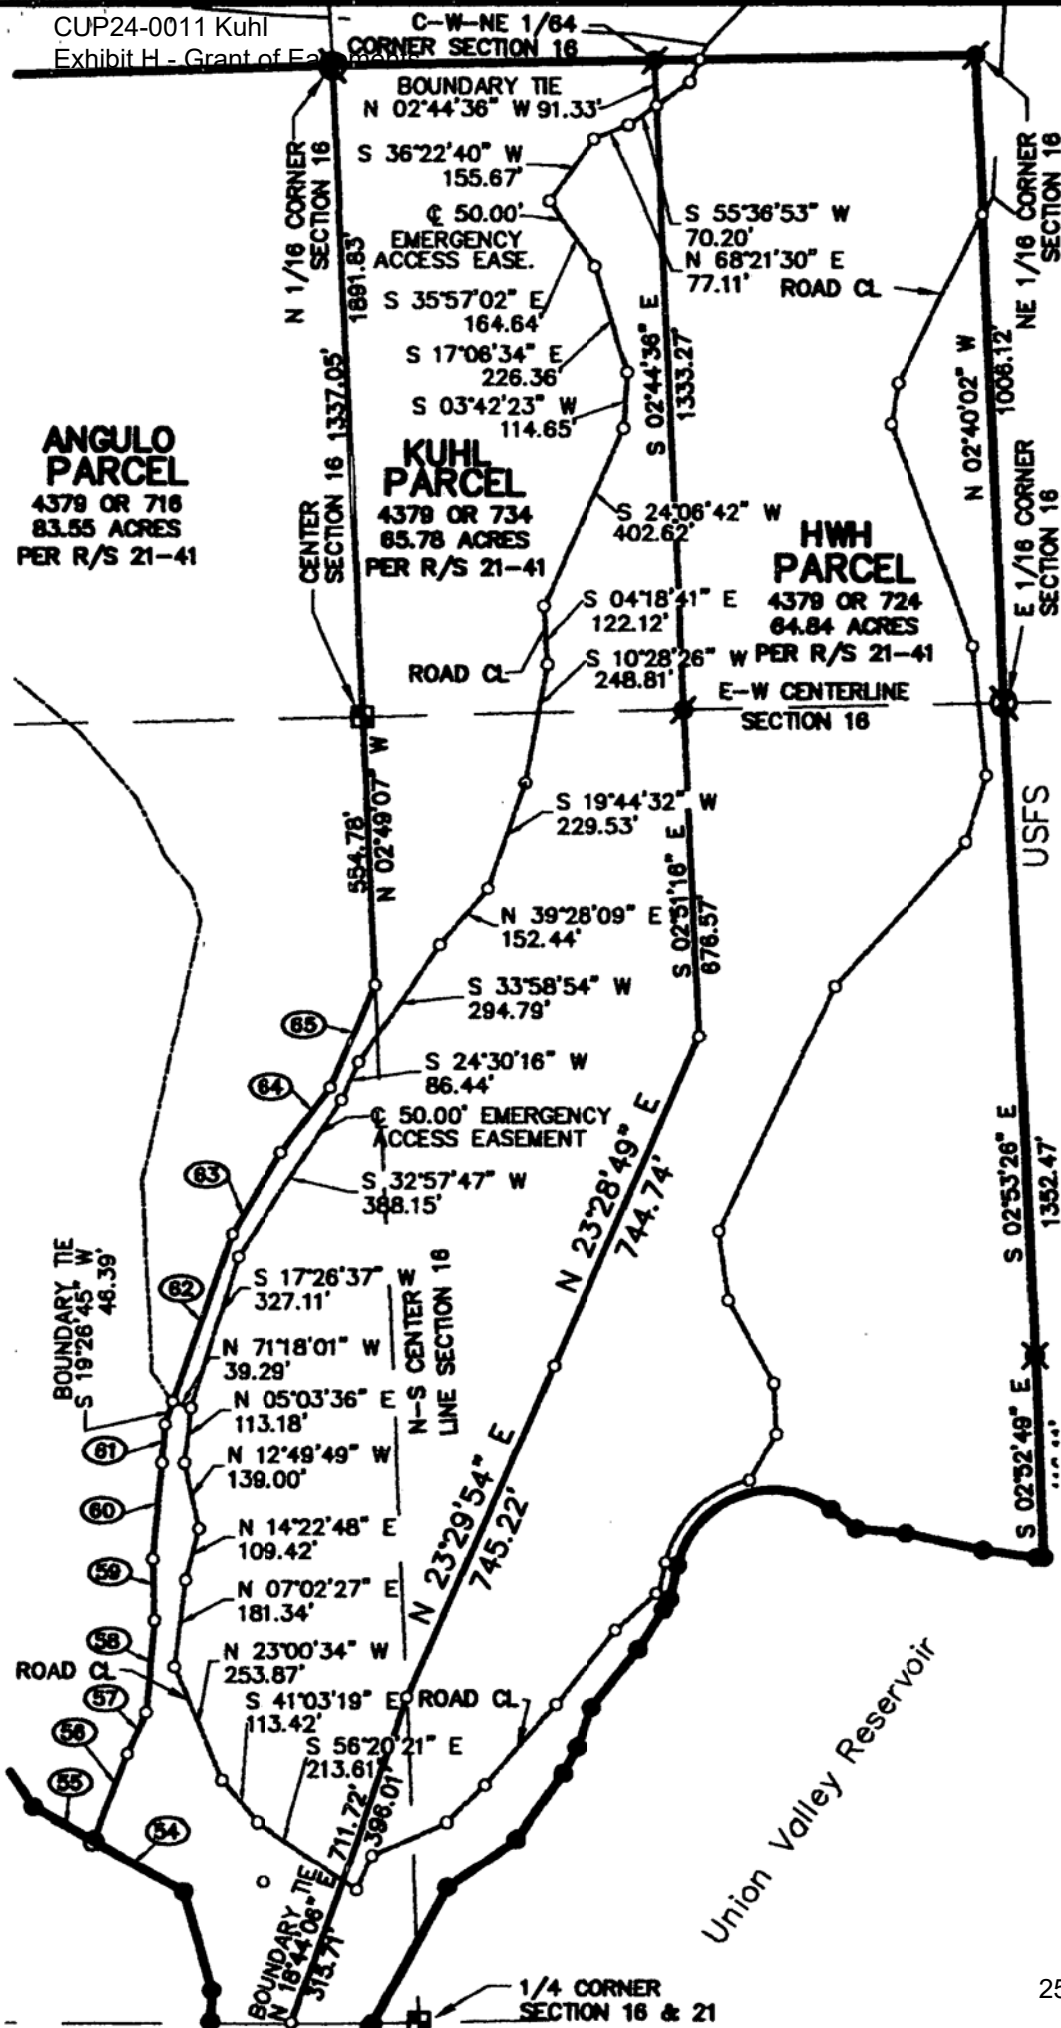 CUP24-0011 Kuhl
Exhibit H - Grant of Easements
C-W-NE 1/64
CORNER SECTION 16
BOUNDARY TIE
N 02°44'36" W 91.33'
N 1/16 CORNER
SECTION 16
1891.83'
S 36°22'40" W
155.67'
℄ 50.00'
EMERGENCY
ACCESS EASE.
S 55°36'53" W
70.20'
N 68°21'30" E
77.11'
ROAD CL
NE 1/16 CORNER
SECTION 16
S 35°57'02" E
164.64'
S 17°06'34" E
226.36'
S 03°42'23" W
114.65'
S 02°44'36" E
1333.27'
N 02°40'02" W
1006.12'
CENTER
SECTION 16 1337.05'
ANGULO
PARCEL
4379 OR 716
83.55 ACRES
PER R/S 21-41
KUHL
PARCEL
4379 OR 734
65.78 ACRES
PER R/S 21-41
S 24°06'42" W
402.62'
HWH
PARCEL
4379 OR 724
64.84 ACRES
PER R/S 21-41
E 1/16 CORNER
SECTION 16
S 04°18'41" E
122.12'
ROAD CL
S 10°28'26" W
248.81'
E-W CENTERLINE
SECTION 16
554.78'
N 02°49'07" W
S 19°44'32" W
229.53'
USFS
S 02°51'16" E
676.57'
N 39°28'09" E
152.44'
S 33°58'54" W
294.79'
65
64
S 24°30'16" W
86.44'
℄ 50.00' EMERGENCY
ACCESS EASEMENT
63
S 32°57'47" W
388.15'
N 23°28'49" E
744.74'
S 02°53'26" E
1352.47'
BOUNDARY TIE
S 19°26'45" W
46.39'
62
S 17°26'37" W
327.11'
N-S CENTER
LINE SECTION 16
N 71°18'01" W
39.29'
N 05°03'36" E
113.18'
61
N 12°49'49" W
139.00'
60
N 14°22'48" E
109.42'
N 23°29'54" E
745.22'
S 02°52'49" E
59
N 07°02'27" E
181.34'
58
ROAD CL
N 23°00'34" W
253.87'
57
S 41°03'19" E
113.42'
ROAD CL
56
S 56°20'21" E
213.61'
55
54
711.72'
396.01'
BOUNDARY TIE
N 18°44'06" E
315.71'
Union Valley Reservoir
1/4 CORNER
SECTION 16 & 21
25